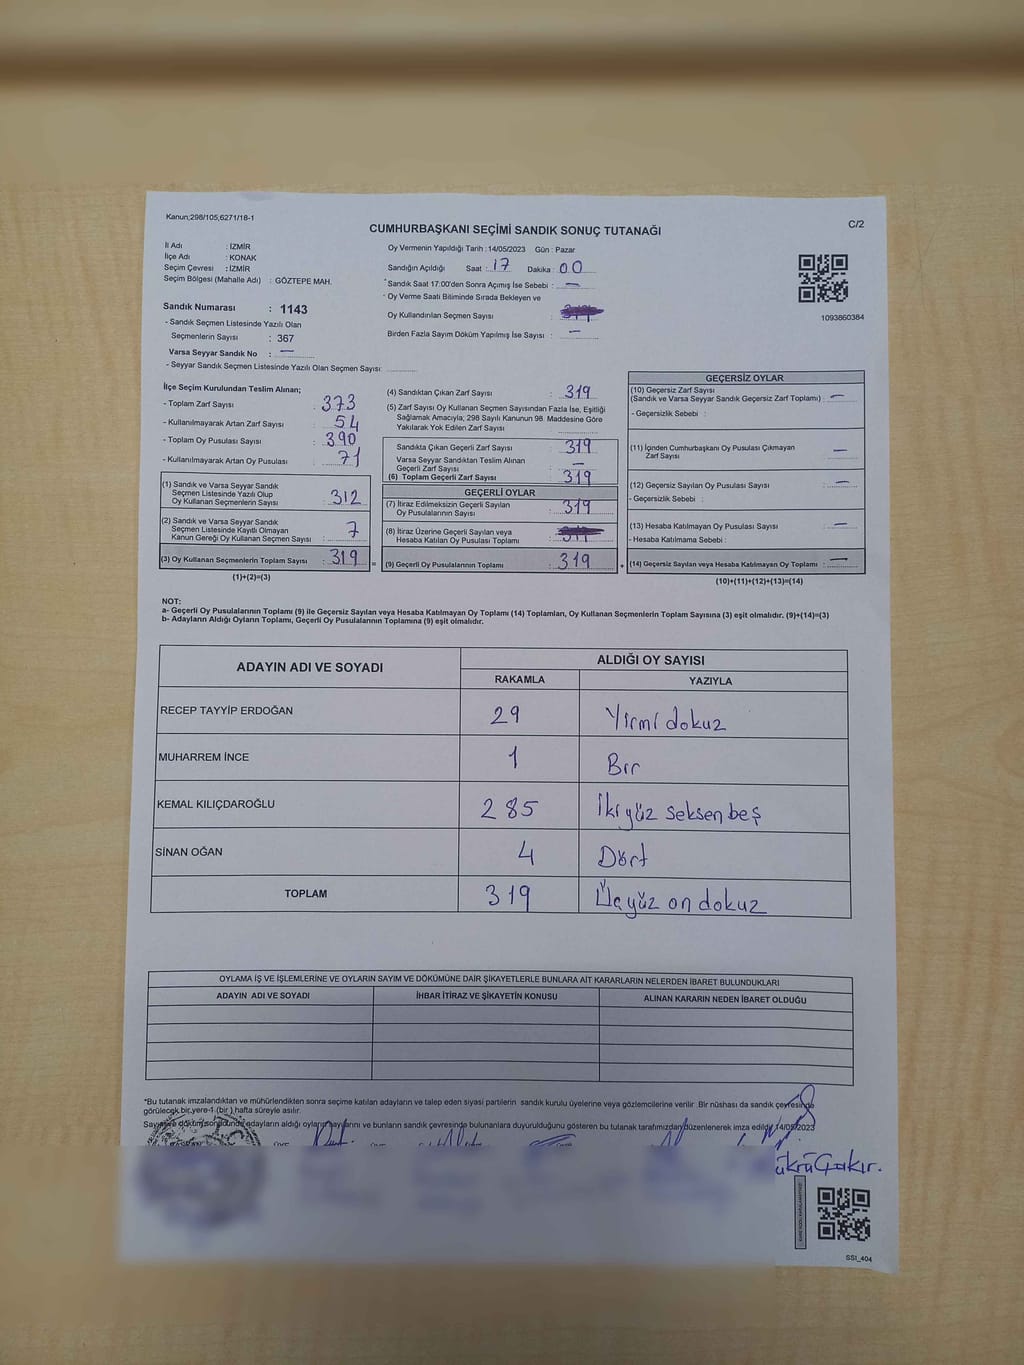 Kanun;298/105,6271/18-1
C/2
CUMHURBAŞKANI SEÇİMİ SANDIK SONUÇ TUTANAĞI
İl Adı : İZMİR
İlçe Adı : KONAK
Seçim Çevresi : İZMİR
Seçim Bölgesi (Mahalle Adı) : GÖZTEPE MAH.
Sandık Numarası : 1143
- Sandık Seçmen Listesinde Yazılı Olan
Seçmenlerin Sayısı : 367
Varsa Seyyar Sandık No : —
- Seyyar Sandık Seçmen Listesinde Yazılı Olan Seçmen Sayısı:
Oy Vermenin Yapıldığı Tarih :14/05/2023 Gün : Pazar
Sandığın Açıldığı Saat : 17 Dakika : 00
* Sandık Saat 17:00'den Sonra Açımış İse Sebebi : —
* Oy Verme Saati Bitiminde Sırada Bekleyen ve
Oy Kullandırılan Seçmen Sayısı :
Birden Fazla Sayım Döküm Yapılmış İse Sayısı : —
1093860384
İlçe Seçim Kurulundan Teslim Alınan;
- Toplam Zarf Sayısı : 373
- Kullanılmayarak Artan Zarf Sayısı : 54
- Toplam Oy Pusulası Sayısı : 390
- Kullanılmayarak Artan Oy Pusulası : 71
(1) Sandık ve Varsa Seyyar Sandık
Seçmen Listesinde Yazılı Olup
Oy Kullanan Seçmenlerin Sayısı : 312
(2) Sandık ve Varsa Seyyar Sandık
Seçmen Listesinde Kayıtlı Olmayan
Kanun Gereği Oy Kullanan Seçmen Sayısı : 7
(3) Oy Kullanan Seçmenlerin Toplam Sayısı : 319
(1)+(2)=(3)
(4) Sandıktan Çıkan Zarf Sayısı : 319
(5) Zarf Sayısı Oy Kullanan Seçmen Sayısından Fazla İse, Eşitliği
Sağlamak Amacıyla; 298 Sayılı Kanunun 98. Maddesine Göre
Yakılarak Yok Edilen Zarf Sayısı :
Sandıkta Çıkan Geçerli Zarf Sayısı : 319
Varsa Seyyar Sandıktan Teslim Alınan
Geçerli Zarf Sayısı : —
(6) Toplam Geçerli Zarf Sayısı : 319
GEÇERLİ OYLAR
(7) İtiraz Edilmeksizin Geçerli Sayılan
Oy Pusulalarının Sayısı : 319
(8) İtiraz Üzerine Geçerli Sayılan veya
Hesaba Katılan Oy Pusulası Toplamı :
= (9) Geçerli Oy Pusulalarının Toplamı : 319
GEÇERSİZ OYLAR
(10) Geçersiz Zarf Sayısı
(Sandık ve Varsa Seyyar Sandık Geçersiz Zarf Toplamı) : —
- Geçersizlik Sebebi :
(11) İçinden Cumhurbaşkanı Oy Pusulası Çıkmayan
Zarf Sayısı : —
(12) Geçersiz Sayılan Oy Pusulası Sayısı : —
- Geçersizlik Sebebi :
(13) Hesaba Katılmayan Oy Pusulası Sayısı : —
- Hesaba Katılmama Sebebi :
+ (14) Geçersiz Sayılan veya Hesaba Katılmayan Oy Toplamı : —
(10)+(11)+(12)+(13)=(14)
NOT:
a- Geçerli Oy Pusulalarının Toplamı (9) ile Geçersiz Sayılan veya Hesaba Katılmayan Oy Toplamı (14) Toplamları, Oy Kullanan Seçmenlerin Toplam Sayısına (3) eşit olmalıdır. (9)+(14)=(3)
b- Adayların Aldığı Oyların Toplamı, Geçerli Oy Pusulalarının Toplamına (9) eşit olmalıdır.
ADAYIN ADI VE SOYADI
ALDIĞI OY SAYISI
RAKAMLA YAZIYLA
RECEP TAYYİP ERDOĞAN 29 Yirmi dokuz
MUHARREM İNCE 1 Bir
KEMAL KILIÇDAROĞLU 285 İkiyüz seksen beş
SİNAN OĞAN 4 Dört
TOPLAM 319 Üçyüz on dokuz
OYLAMA İŞ VE İŞLEMLERİNE VE OYLARIN SAYIM VE DÖKÜMÜNE DAİR ŞİKAYETLERLE BUNLARA AİT KARARLARIN NELERDEN İBARET BULUNDUKLARI
ADAYIN ADI VE SOYADI İHBAR İTİRAZ VE ŞİKAYETİN KONUSU ALINAN KARARIN NEDEN İBARET OLDUĞU
*Bu tutanak imzalandıktan ve mühürlendikten sonra seçime katılan adayların ve talep eden siyasi partilerin sandık kurulu üyelerine veya gözlemcilerine verilir. Bir nüshası da sandık çevresinde
görülecek bir yere 1 (bir) hafta süreyle asılır.
Sayım ve döküm sonucunda adayların aldığı oyların sayılarını ve bunların sandık çevresinde bulunanlara duyurulduğunu gösteren bu tutanak tarafımızdan düzenlenerek imza edildi. 14/05/2023
Çakır.
SSI_404